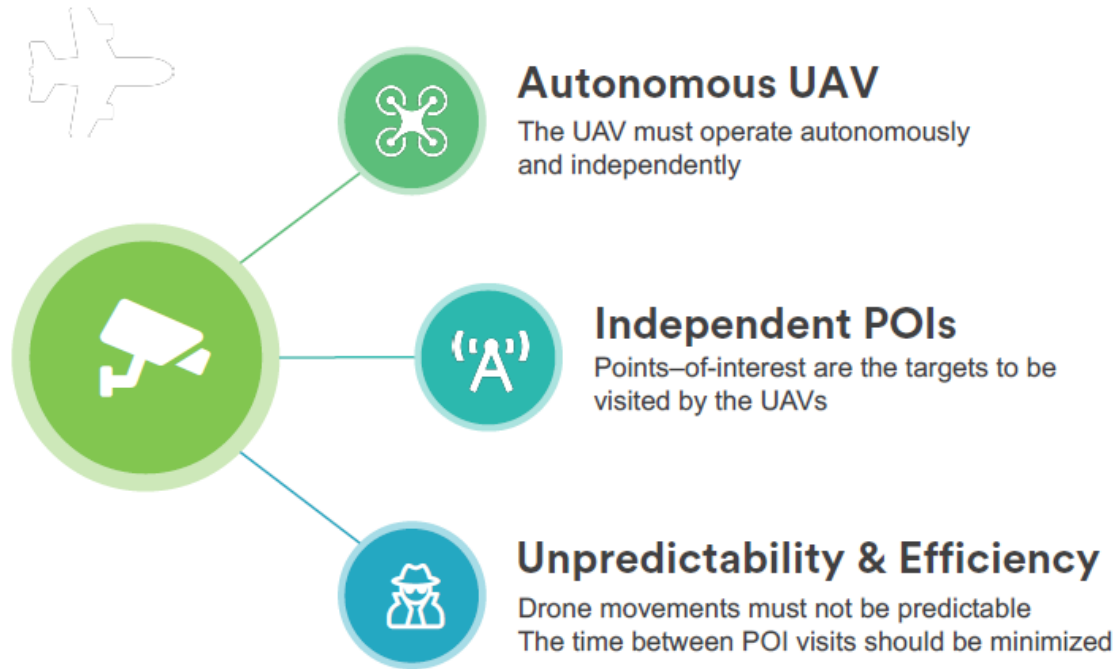 Autonomous UAV
The UAV must operate autonomously
and independently
Independent POIs
Points–of-interest are the targets to be
visited by the UAVs
Unpredictability & Efficiency
Drone movements must not be predictable
The time between POI visits should be minimized